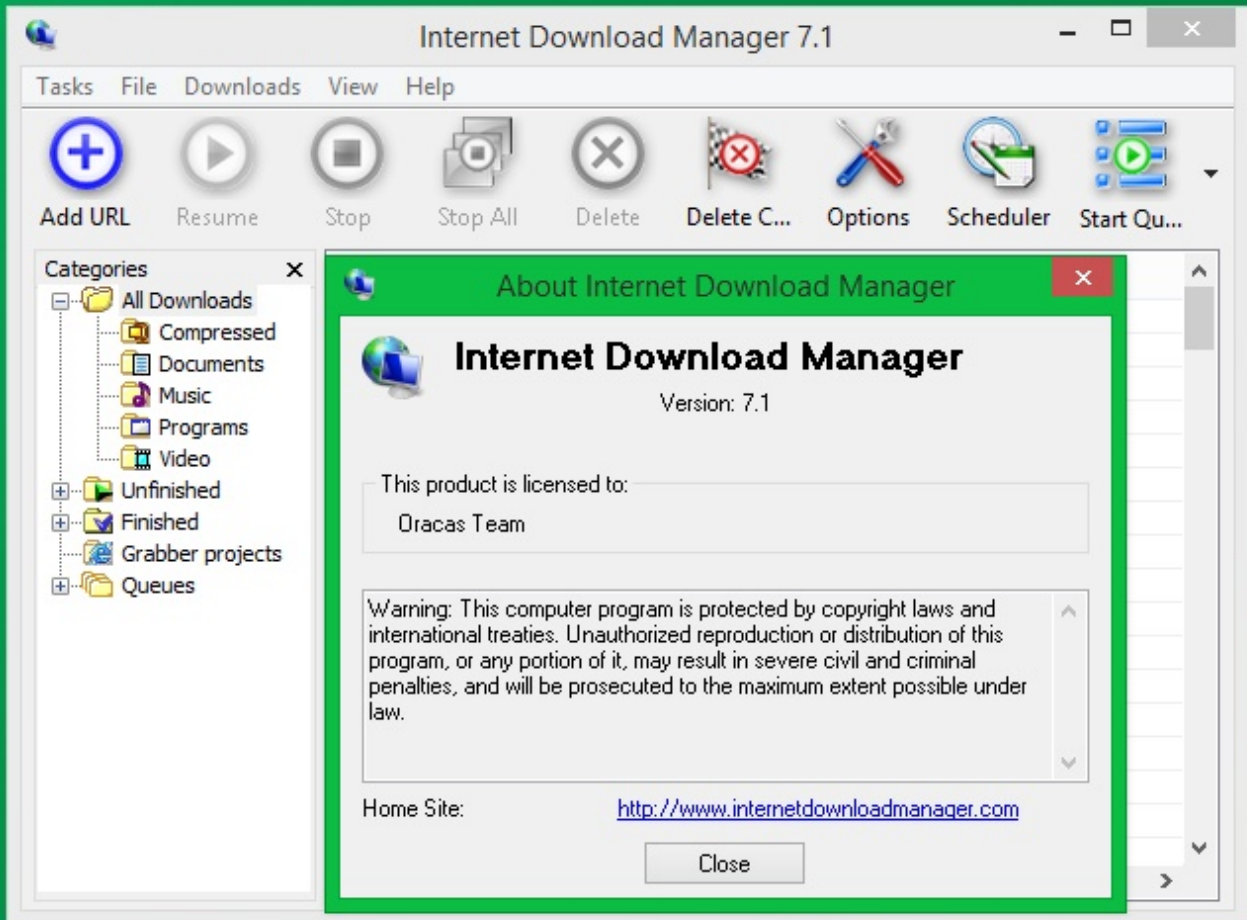 Internet Download Manager 7.1
Tasks File Downloads View Help
Add URL Resume Stop Stop All Delete Delete C... Options Scheduler Start Qu...
Categories
All Downloads
Compressed
Documents
Music
Programs
Video
Unfinished
Finished
Grabber projects
Queues
About Internet Download Manager
Internet Download Manager
Version: 7.1
This product is licensed to:
Oracas Team
Warning: This computer program is protected by copyright laws and
international treaties. Unauthorized reproduction or distribution of this
program, or any portion of it, may result in severe civil and criminal
penalties, and will be prosecuted to the maximum extent possible under
law.
Home Site: http://www.internetdownloadmanager.com
Close